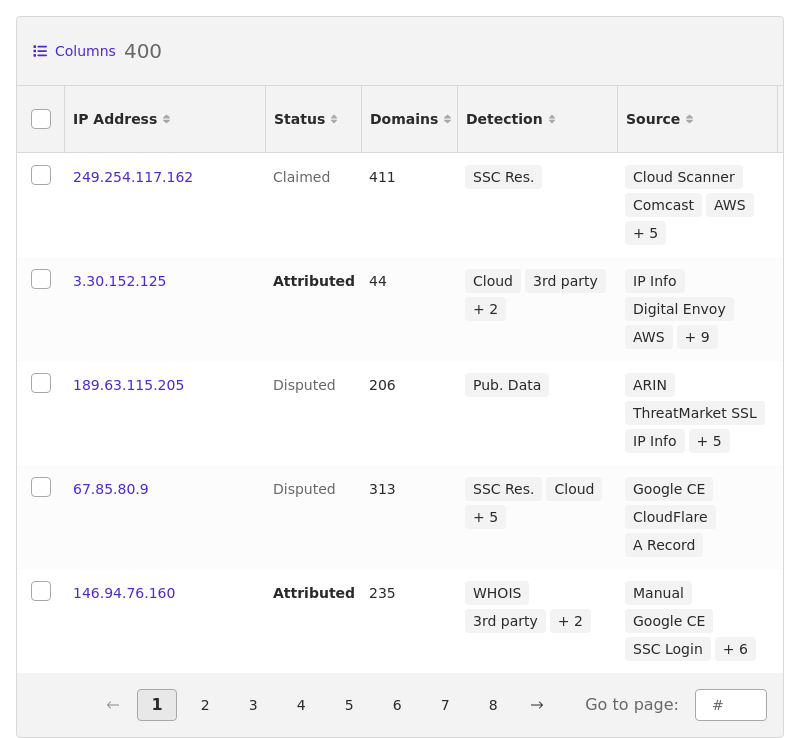 Columns 400
IP Address Status Domains Detection Source
249.254.117.162 Claimed 411 SSC Res. Cloud Scanner
Comcast AWS
+ 5
3.30.152.125 Attributed 44 Cloud 3rd party IP Info
+ 2 Digital Envoy
AWS + 9
189.63.115.205 Disputed 206 Pub. Data ARIN
ThreatMarket SSL
IP Info + 5
67.85.80.9 Disputed 313 SSC Res. Cloud Google CE
+ 5 CloudFlare
A Record
146.94.76.160 Attributed 235 WHOIS Manual
3rd party + 2 Google CE
SSC Login + 6
← 1 2 3 4 5 6 7 8 → Go to page: #